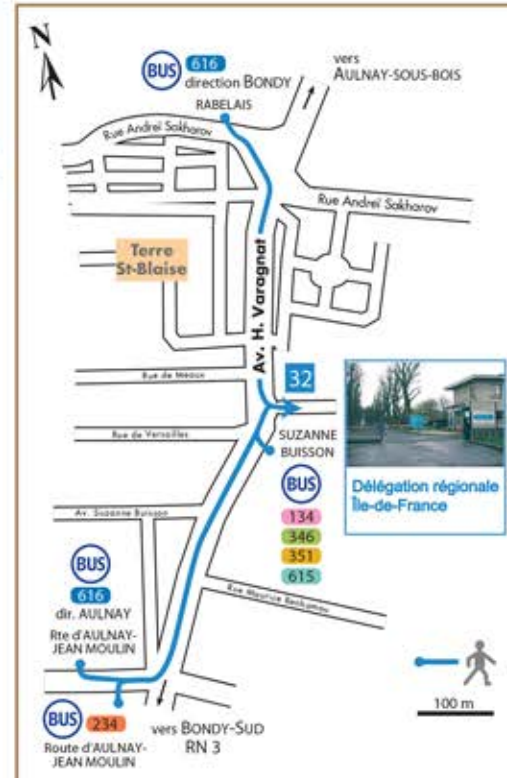 N
BUS 616
direction BONDY
RABELAIS
vers
AULNAY-SOUS-BOIS
Rue Andreï Sakharov
Rue Andreï Sakharov
Terre
St-Blaise
Av. H. Varagnat
Rue de Meaux
32
Rue de Versailles
SUZANNE
BUISSON
BUS
134
346
351
615
Délégation régionale
Île-de-France
Av. Suzanne Buisson
BUS
616
dir. AULNAY
Rte d'AULNAY-
JEAN MOULIN
Rue Maurice
100 m
BUS 234
Route d'AULNAY-
JEAN MOULIN
vers BONDY-SUD
RN 3